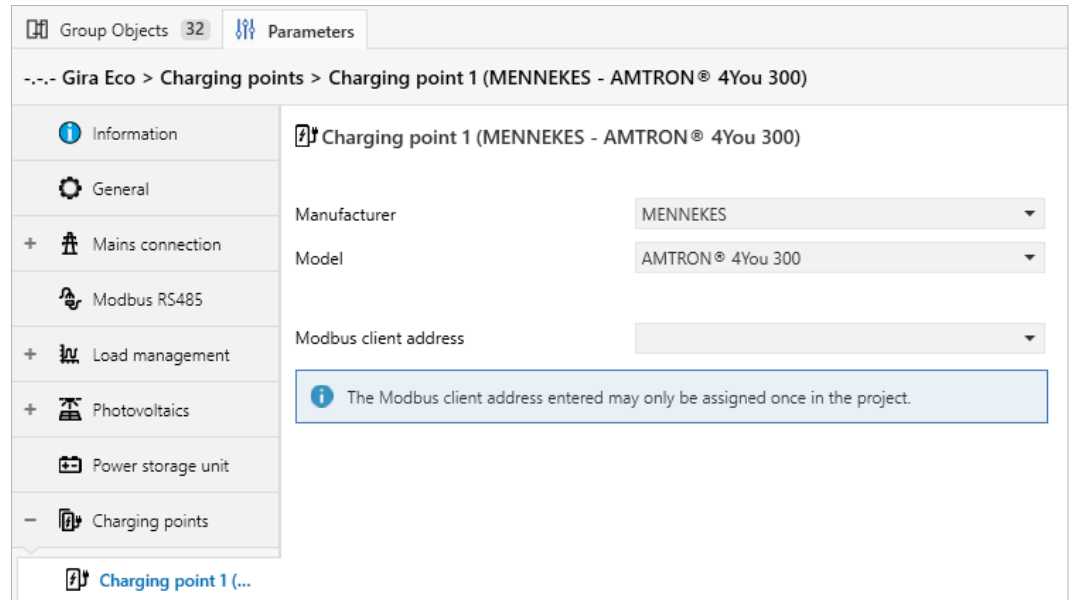 Group Objects 32 Parameters
-.-.- Gira Eco > Charging points > Charging point 1 (MENNEKES - AMTRON® 4You 300)
Information
General
+ Mains connection
Modbus RS485
+ Load management
+ Photovoltaics
Power storage unit
− Charging points
Charging point 1 (...
Charging point 1 (MENNEKES - AMTRON® 4You 300)
Manufacturer MENNEKES
Model AMTRON® 4You 300
Modbus client address
The Modbus client address entered may only be assigned once in the project.